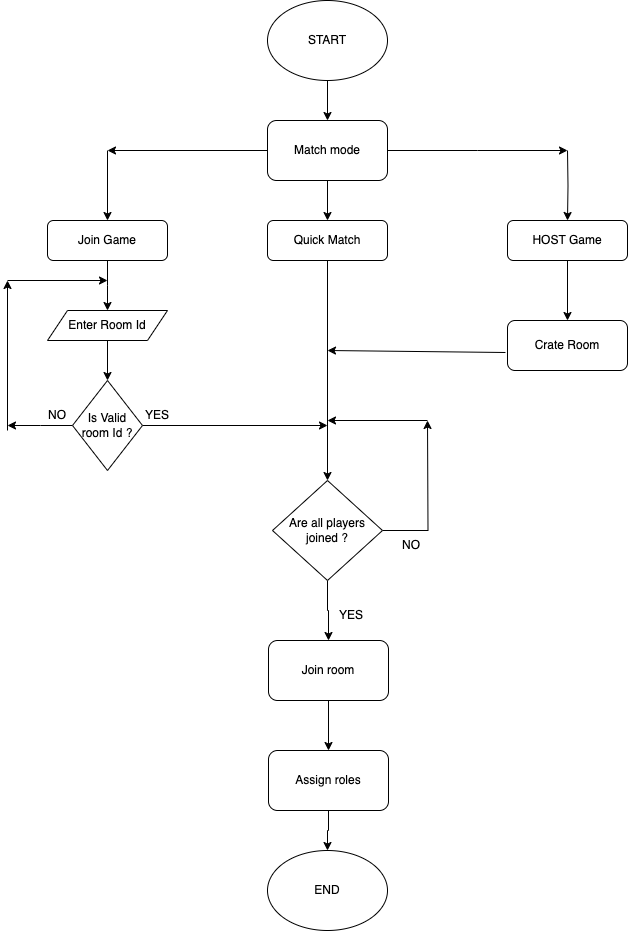 START
Match mode
Join Game
Quick Match
HOST Game
Enter Room Id
Crate Room
NO
Is Valid
room Id ?
YES
Are all players
joined ?
NO
YES
Join room
Assign roles
END